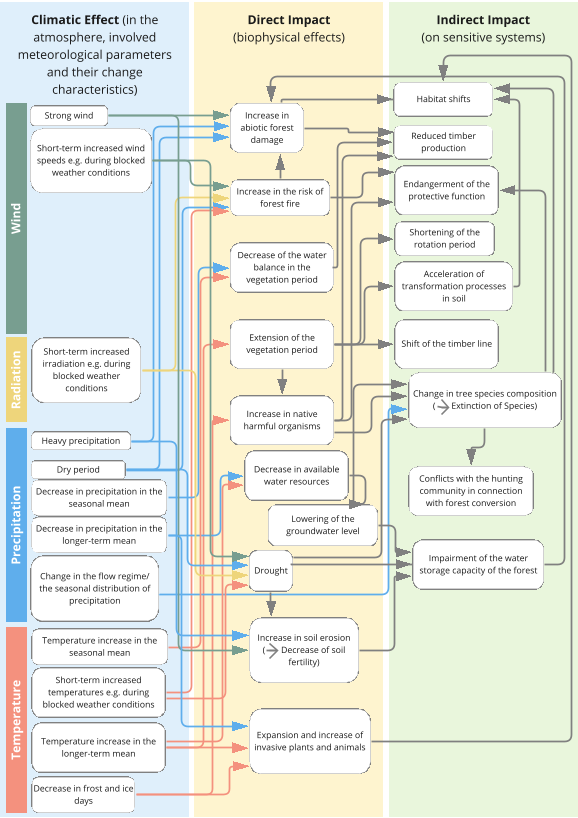 Climatic Effect (in the
atmosphere, involved
meteorological parameters
and their change
characteristics)
Direct Impact
(biophysical effects)
Indirect Impact
(on sensitive systems)
Wind
Strong wind
Short-term increased wind
speeds e.g. during blocked
weather conditions
Radiation
Short-term increased
irradiation e.g. during
blocked weather
conditions
Precipitation
Heavy precipitation
Dry period
Decrease in precipitation in the
seasonal mean
Decrease in precipitation in the
longer-term mean
Change in the flow regime/
the seasonal distribution of
precipitation
Temperature
Temperature increase in the
seasonal mean
Short-term increased
temperatures e.g. during
blocked weather conditions
Temperature increase in the
longer-term mean
Decrease in frost and ice
days
Increase in
abiotic forest
damage
Increase in the risk of
forest fire
Decrease of the water
balance in the
vegetation period
Extension of the
vegetation period
Increase in native
harmful organisms
Decrease in available
water resources
Lowering of the
groundwater level
Drought
Increase in soil erosion
(→ Decrease of soil
fertility)
Expansion and increase of
invasive plants and animals
Habitat shifts
Reduced timber
production
Endangerment of the
protective function
Shortening of the
rotation period
Acceleration of
transformation processes
in soil
Shift of the timber line
Change in tree species composition
(→ Extinction of Species)
Conflicts with the hunting
community in connection
with forest conversion
Impairment of the water
storage capacity of the forest